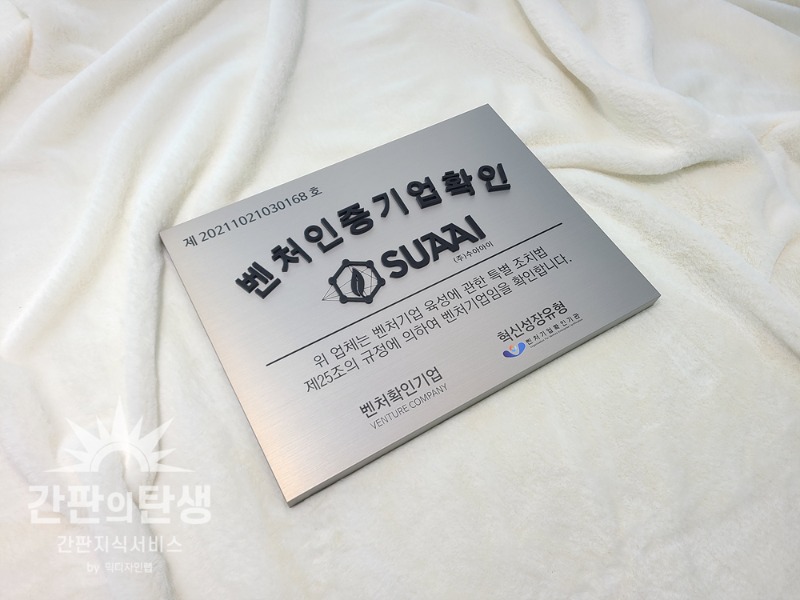 제 20211021030168 호
벤처인증기업확인
SUAAI
(주)수아아이
위 업체는 벤처기업 육성에 관한 특별 조치법
제25조의 규정에 의하여 벤처기업임을 확인합니다.
벤처확인기업
VENTURE COMPANY
혁신성장유형
벤처기업확인기관
간판의탄생
간판지식서비스
by 익디자인랩